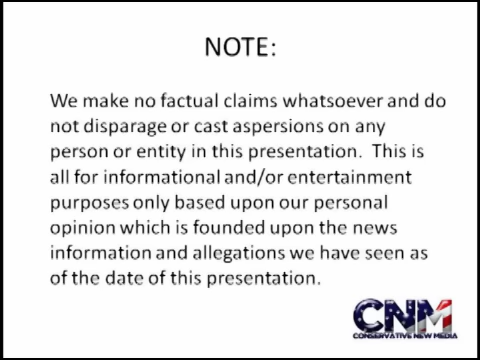 NOTE:
We make no factual claims whatsoever and do
not disparage or cast aspersions on any
person or entity in this presentation.  This is
all for informational and/or entertainment
purposes only based upon our personal
opinion which is founded upon the news
information and allegations we have seen as
of the date of this presentation.
CNM
CONSERVATIVE NEW MEDIA